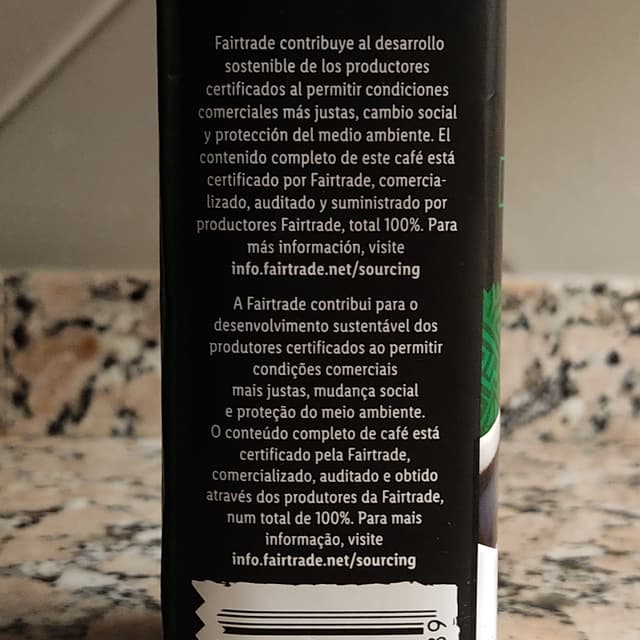 Fairtrade contribuye al desarrollo
sostenible de los productores
certificados al permitir condiciones
comerciales más justas, cambio social
y protección del medio ambiente. El
contenido completo de este café está
certificado por Fairtrade, comercia-
lizado, auditado y suministrado por
productores Fairtrade, total 100%. Para
más información, visite
info.fairtrade.net/sourcing
A Fairtrade contribui para o
desenvolvimento sustentável dos
produtores certificados ao permitir
condições comerciais
mais justas, mudança social
e proteção do meio ambiente.
O conteúdo completo de café está
certificado pela Fairtrade,
comercializado, auditado e obtido
através dos produtores da Fairtrade,
num total de 100%. Para mais
informação, visite
info.fairtrade.net/sourcing